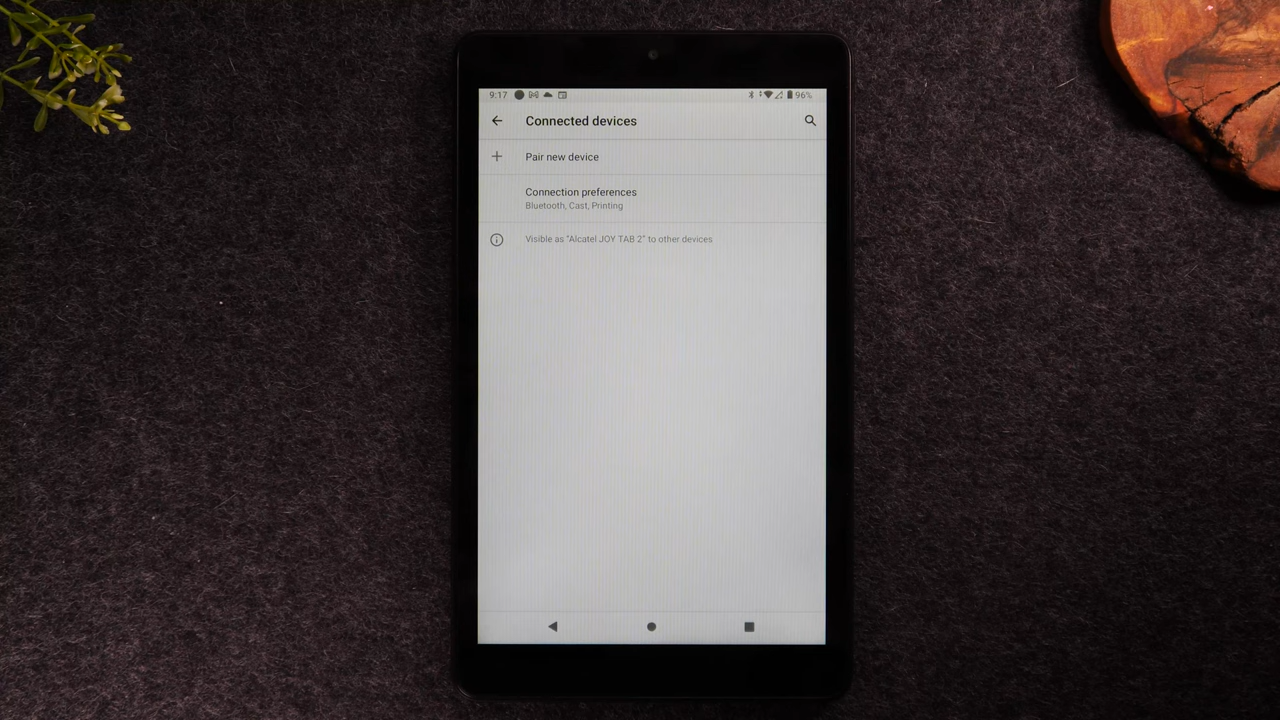 9:17 96%
Connected devices
Pair new device
Connection preferences
Bluetooth, Cast, Printing
Visible as "Alcatel JOY TAB 2" to other devices